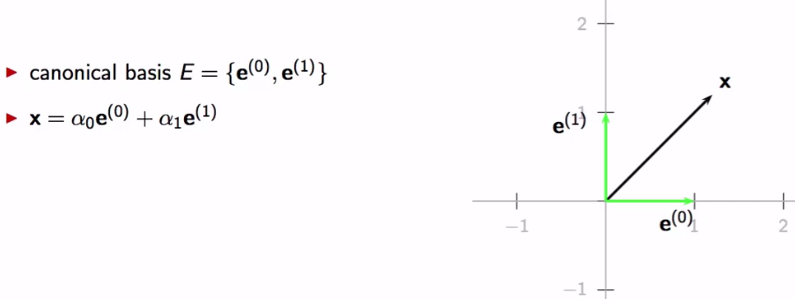 2
▶ canonical basis E = {e⁽⁰⁾, e⁽¹⁾}
x
▶ x = α₀e⁽⁰⁾ + α₁e⁽¹⁾
e⁽¹⁾ 1
−1
e⁽⁰⁾ 1
2
−1